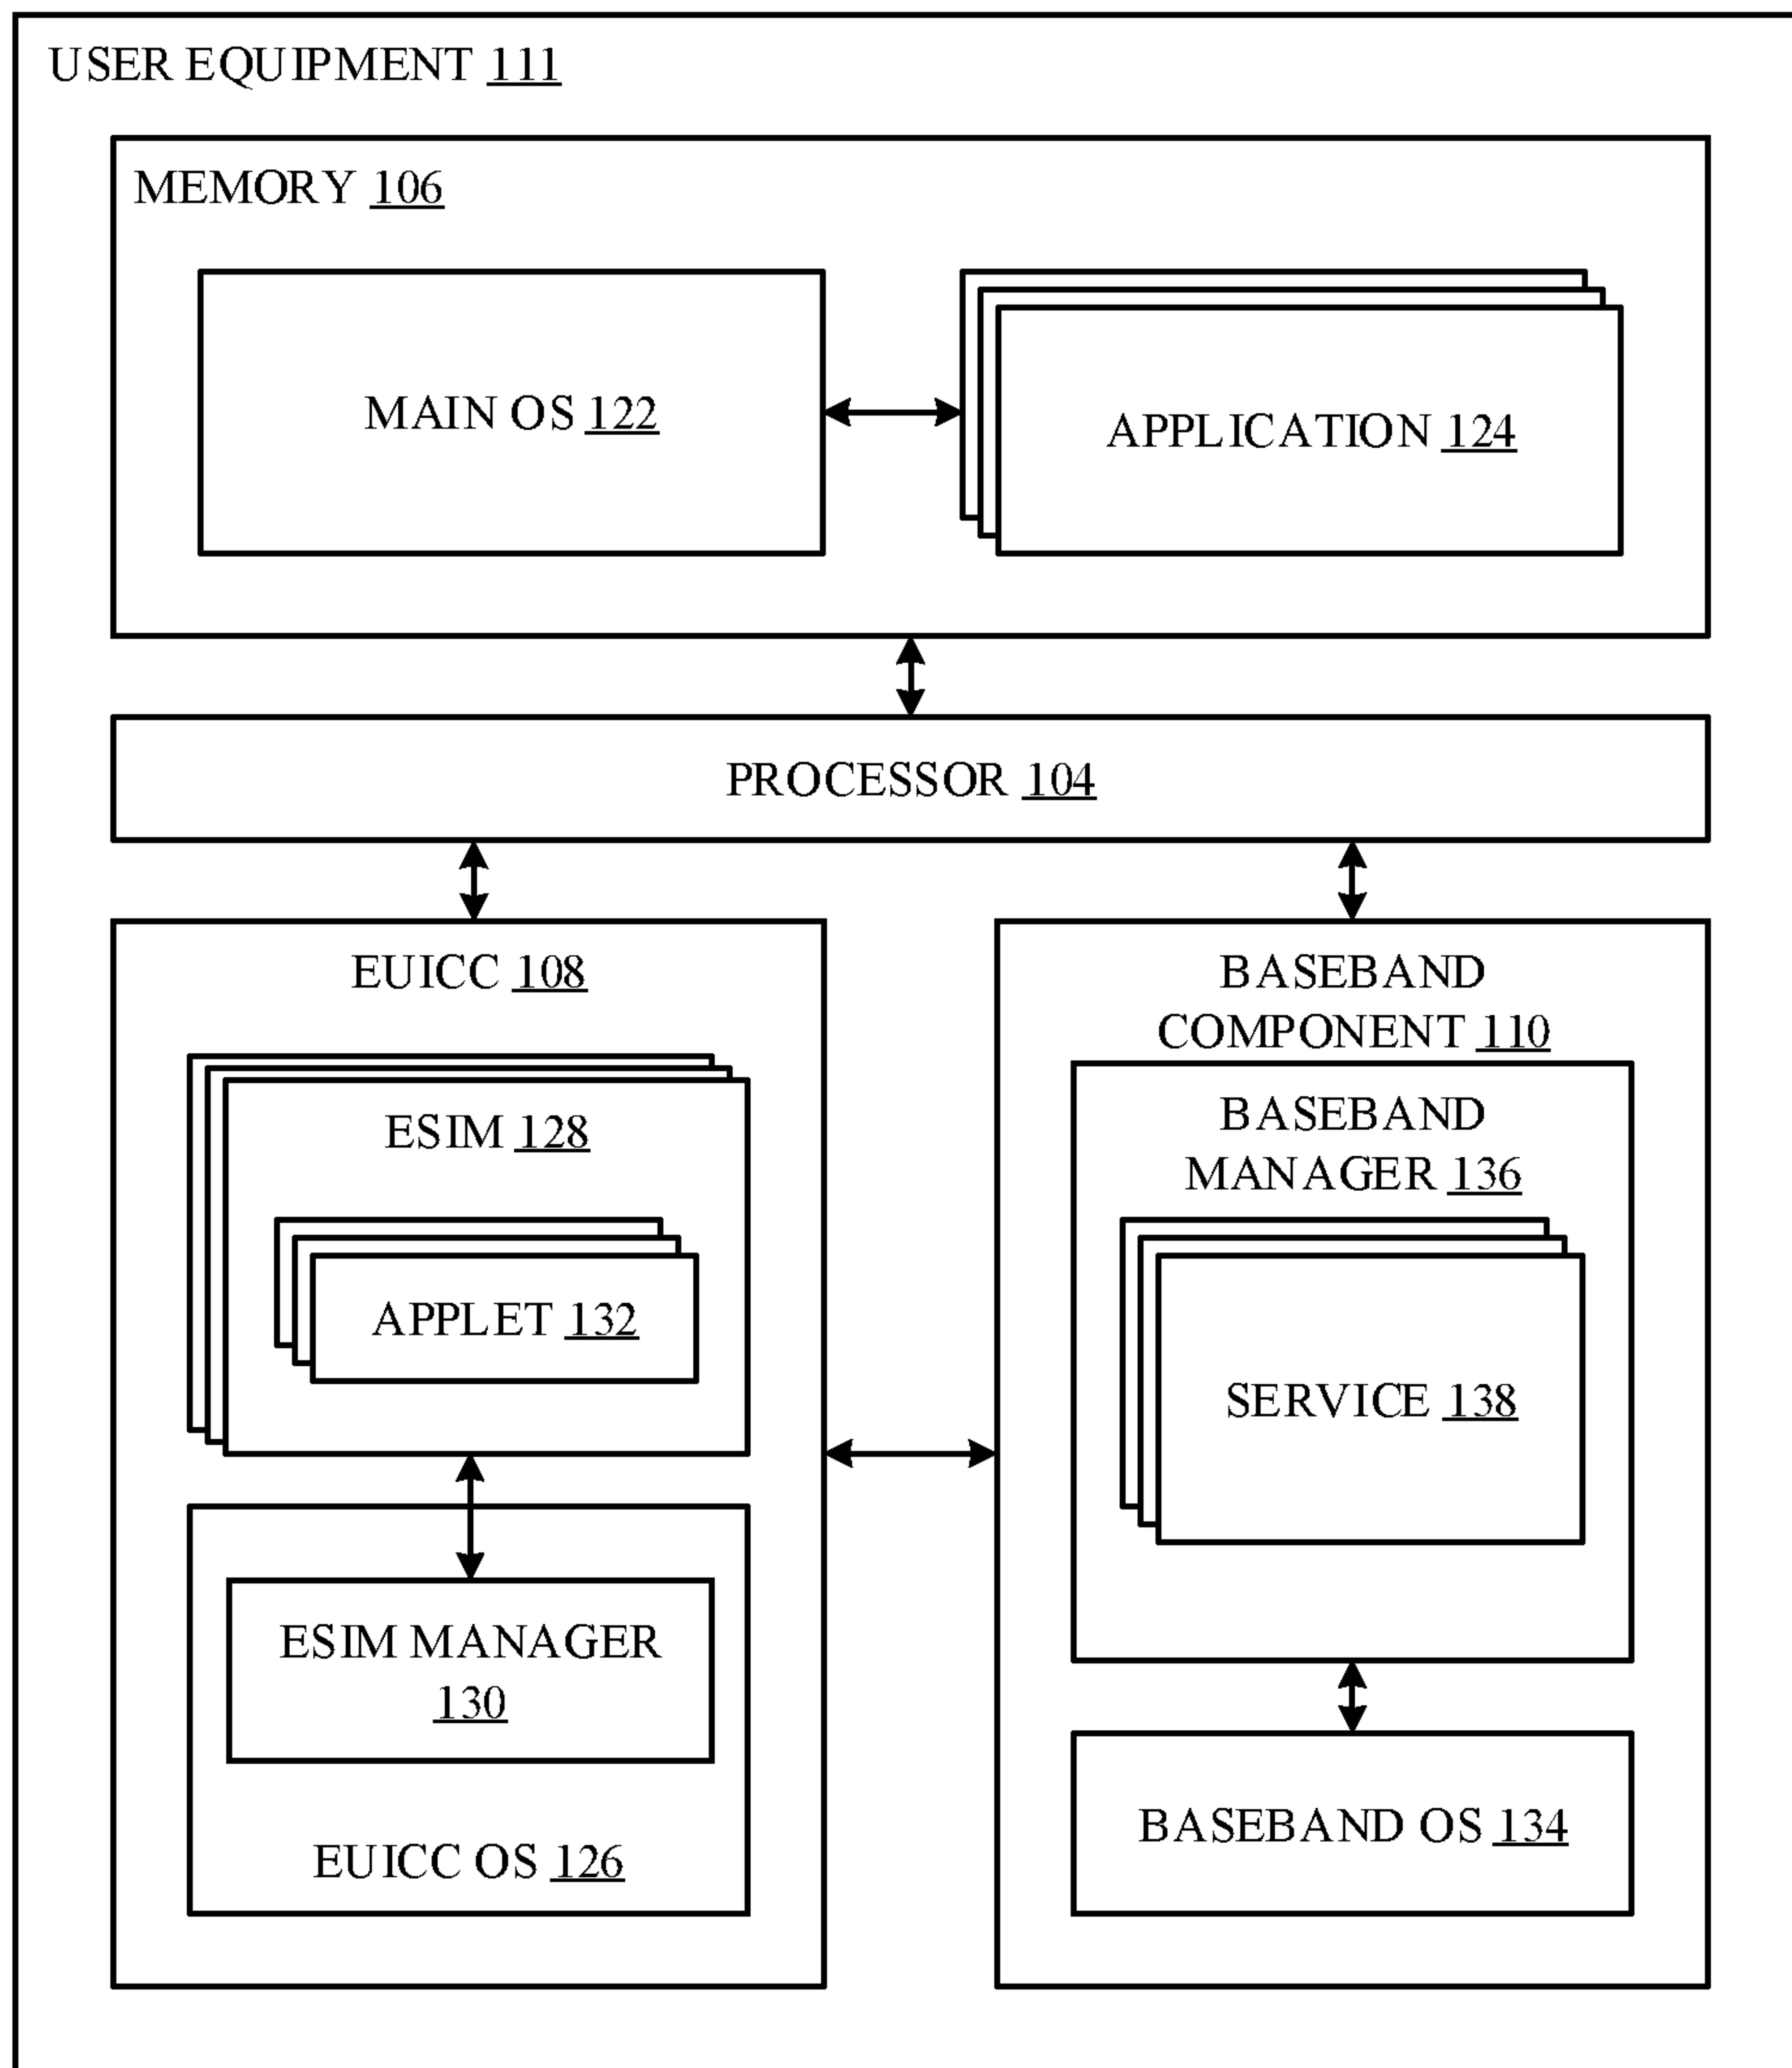 USER EQUIPMENT 111
MEMORY 106
MAIN OS 122
APPLICATION 124
PROCESSOR 104
EUICC 108
ESIM 128
APPLET 132
ESIM MANAGER
130
EUICC OS 126
BASEBAND
COMPONENT 110
BASEBAND
MANAGER 136
SERVICE 138
BASEBAND OS 134